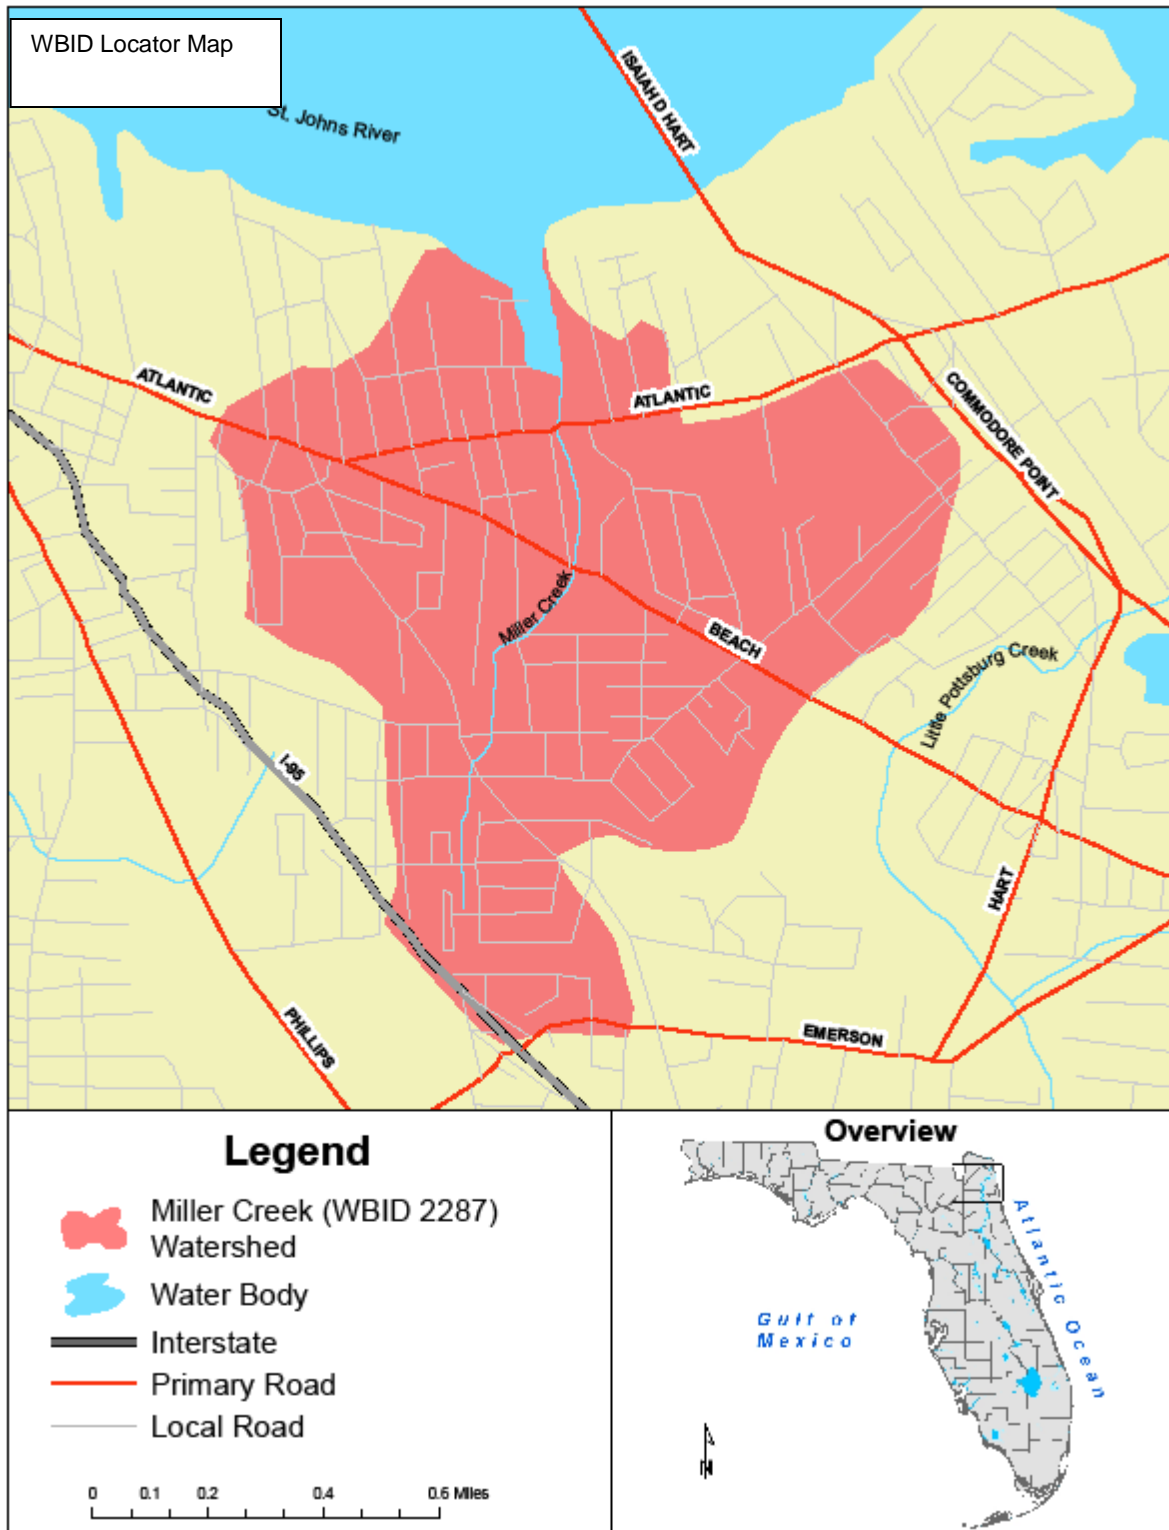 WBID Locator Map
St. Johns River
ISAIAH D HART
ATLANTIC
ATLANTIC
COMMODORE POINT
Miller Creek
BEACH
Little Pottsburg Creek
I-95
HART
PHILLIPS
EMERSON
Legend
Miller Creek (WBID 2287)
Watershed
Water Body
Interstate
Primary Road
Local Road
0 0.1 0.2 0.4 0.6 Miles
Overview
Atlantic Ocean
Gulf of
Mexico
N